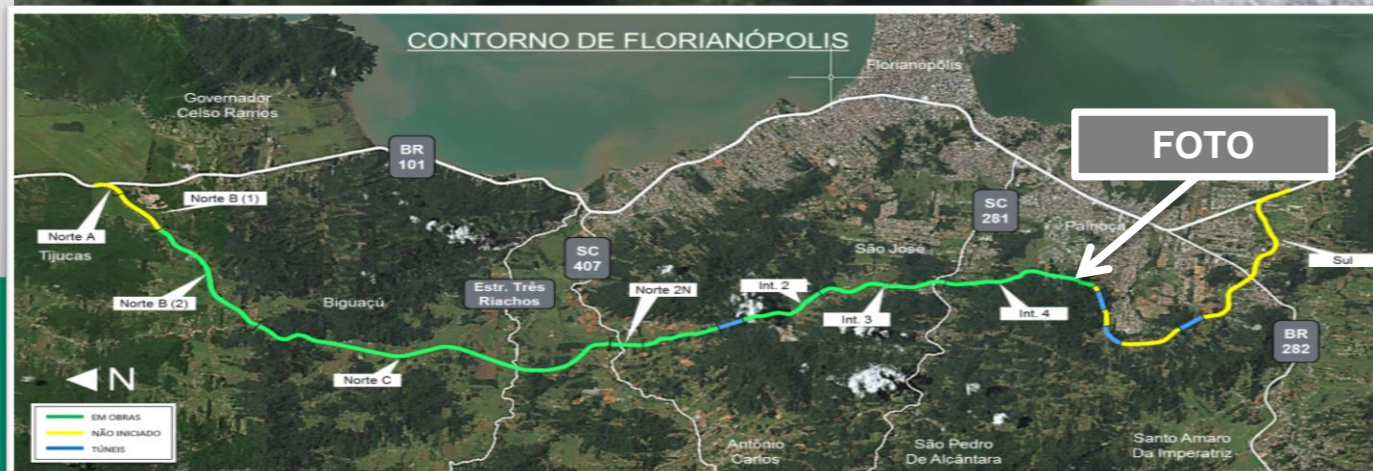 CONTORNO DE FLORIANÓPOLIS
Florianópolis
Governador
Celso Ramos
BR
101
FOTO
Norte B (1)
SC
281
Norte A
Palhoça
Tijucas
SC
407
São José
Sul
Estr. Três
Riachos
Norte 2N
Int. 2
Norte B (2)
Biguaçú
Int. 3
Int. 4
BR
282
N
Norte C
EM OBRAS
NÃO INICIADO
TÚNEIS
Antônio
Carlos
São Pedro
De Alcântara
Santo Amaro
Da Imperatriz